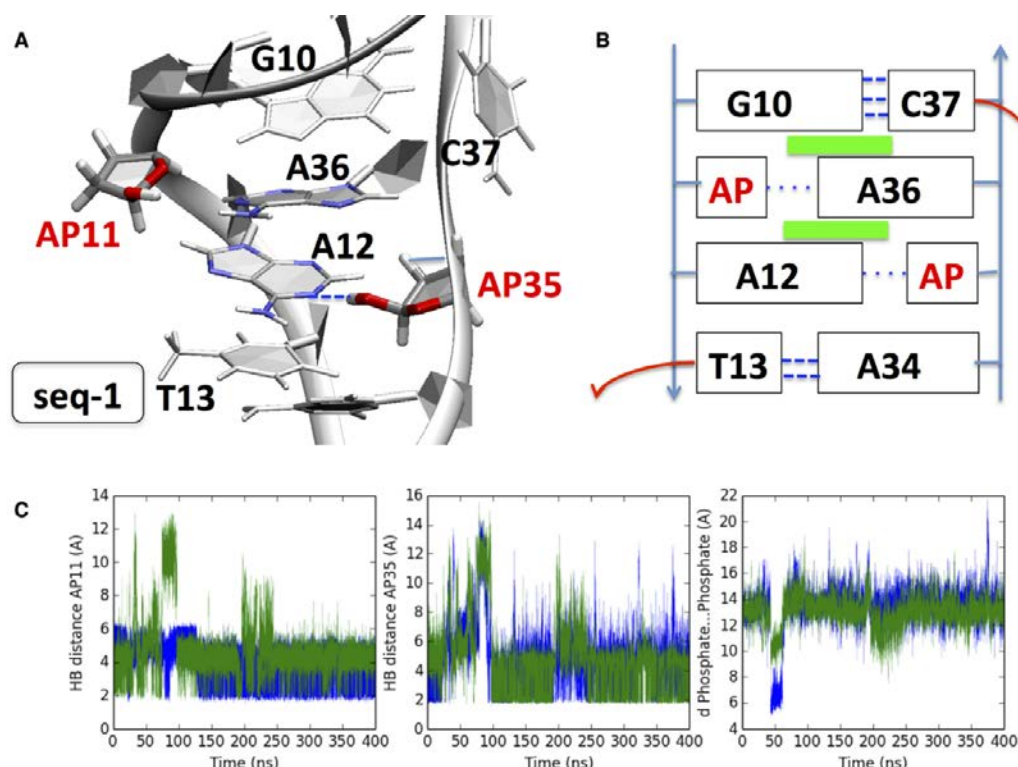 A
G10
A36
C37
AP11
A12
AP35
T13
seq-1
B
G10
C37
AP
A36
A12
AP
T13
A34
C
HB distance AP11 (A)
14
12
10
8
6
4
2
0
0 50 100 150 200 250 300 350 400
Time (ns)
HB distance AP35 (A)
16
14
12
10
8
6
4
2
0
0 50 100 150 200 250 300 350 400
Time (ns)
d Phosphate...Phosphate (A)
22
20
18
16
14
12
10
8
6
4
0 50 100 150 200 250 300 350 400
Time (ns)